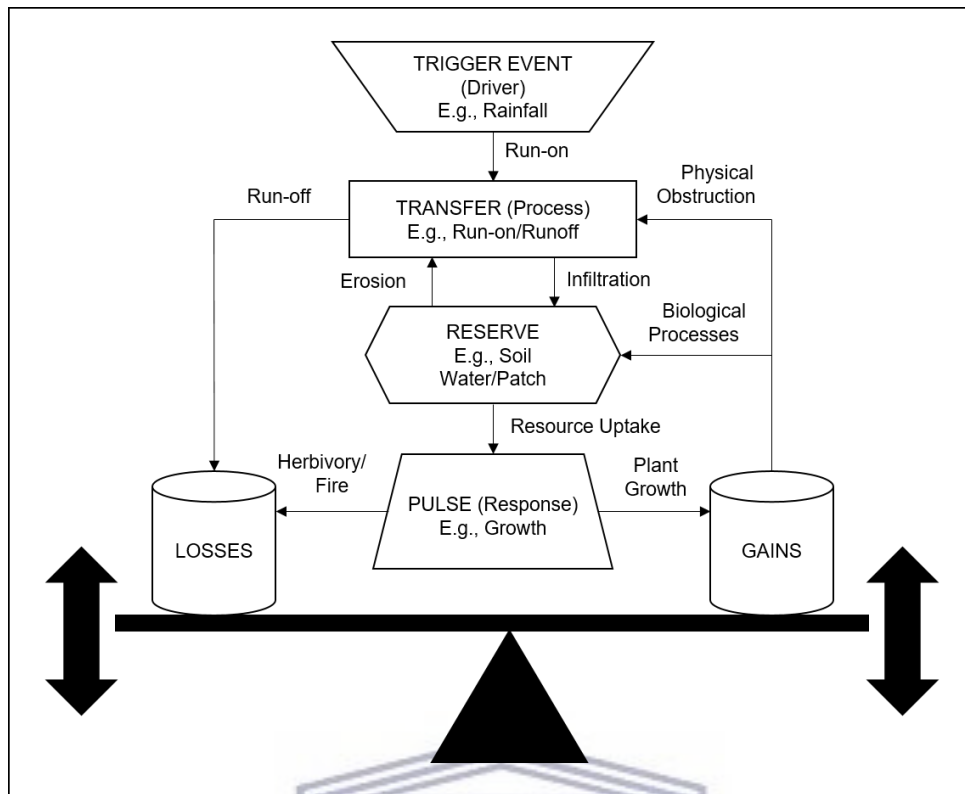 TRIGGER EVENT
(Driver)
E.g., Rainfall
Run-on
Physical
Obstruction
Run-off
TRANSFER (Process)
E.g., Run-on/Runoff
Erosion
Infiltration
Biological
Processes
RESERVE
E.g., Soil
Water/Patch
Resource Uptake
Herbivory/
Fire
Plant
Growth
PULSE (Response)
E.g., Growth
LOSSES
GAINS